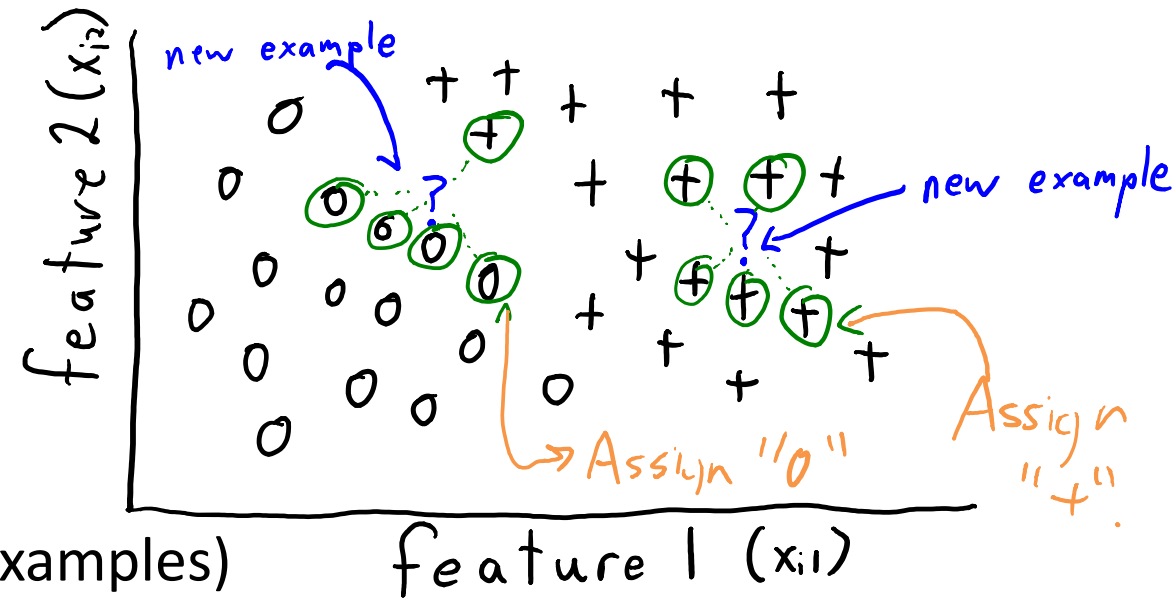 feature 2 (xi2)
new example
?
?
new example
Assign "0"
Assign
"+".
feature 1 (xi1)
xamples)